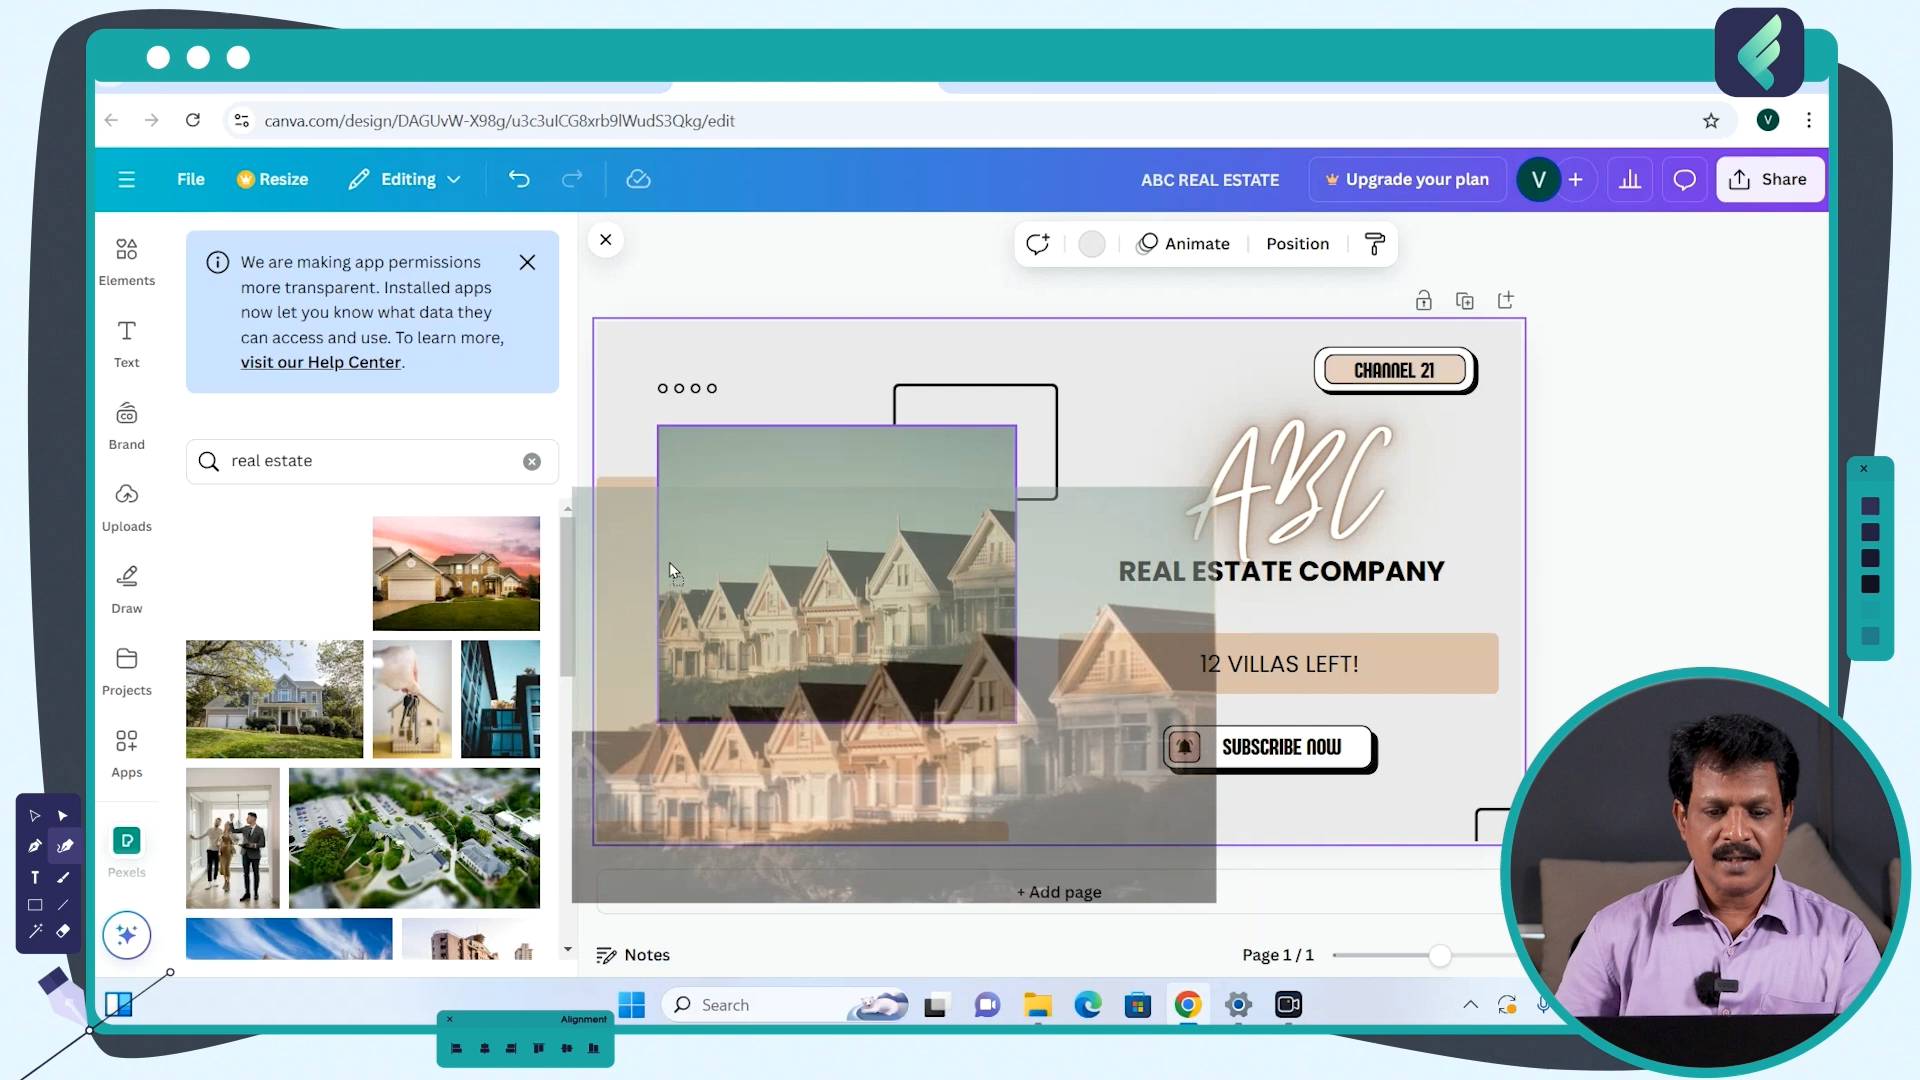 canva.com/design/DAGUvW-X98g/u3c3uICG8xrb9lWudS3Qkg/edit
File
Resize
Editing
ABC REAL ESTATE
Upgrade your plan
V
Share
Elements
Text
Brand
Uploads
Draw
Projects
Apps
Pexels
We are making app permissions
more transparent. Installed apps
now let you know what data they
can access and use. To learn more,
visit our Help Center.
real estate
Animate
Position
CHANNEL 21
ABC
REAL ESTATE COMPANY
12 VILLAS LEFT!
SUBSCRIBE NOW
+ Add page
Notes
Page 1 / 1
Search
Alignment